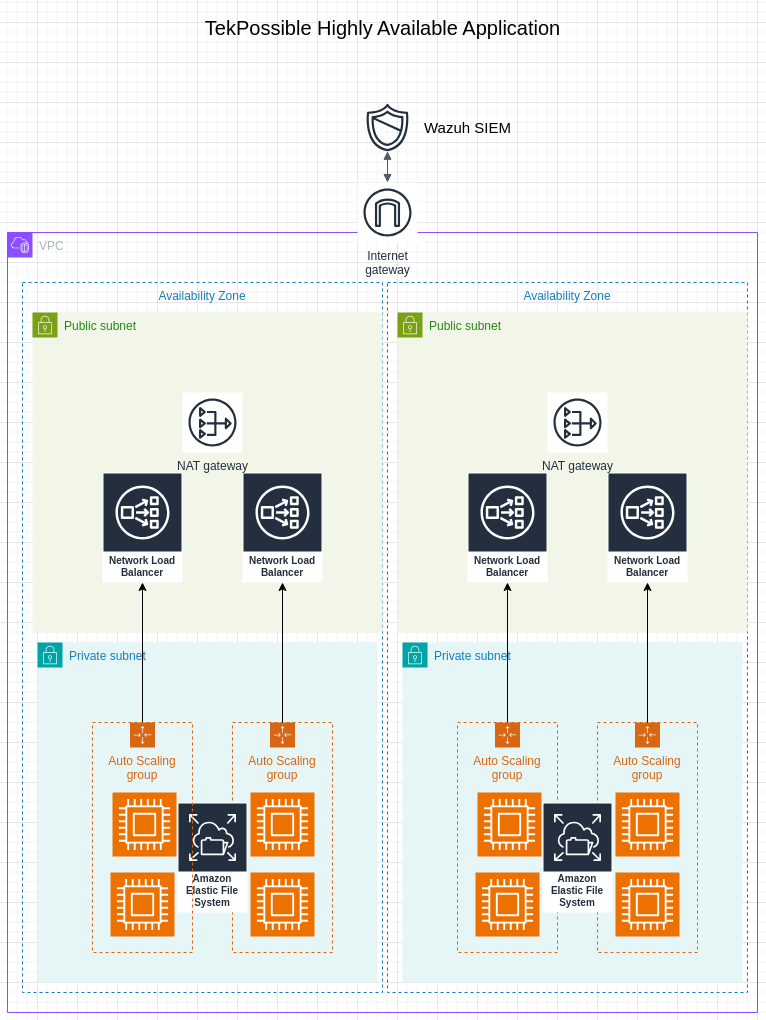 TekPossible Highly Available Application
Wazuh SIEM
Internet
gateway
VPC
Availability Zone
Availability Zone
Public subnet
Public subnet
NAT gateway
NAT gateway
Network Load
Balancer
Network Load
Balancer
Network Load
Balancer
Network Load
Balancer
Private subnet
Private subnet
Auto Scaling
group
Auto Scaling
group
Auto Scaling
group
Auto Scaling
group
Amazon
Elastic File
System
Amazon
Elastic File
System